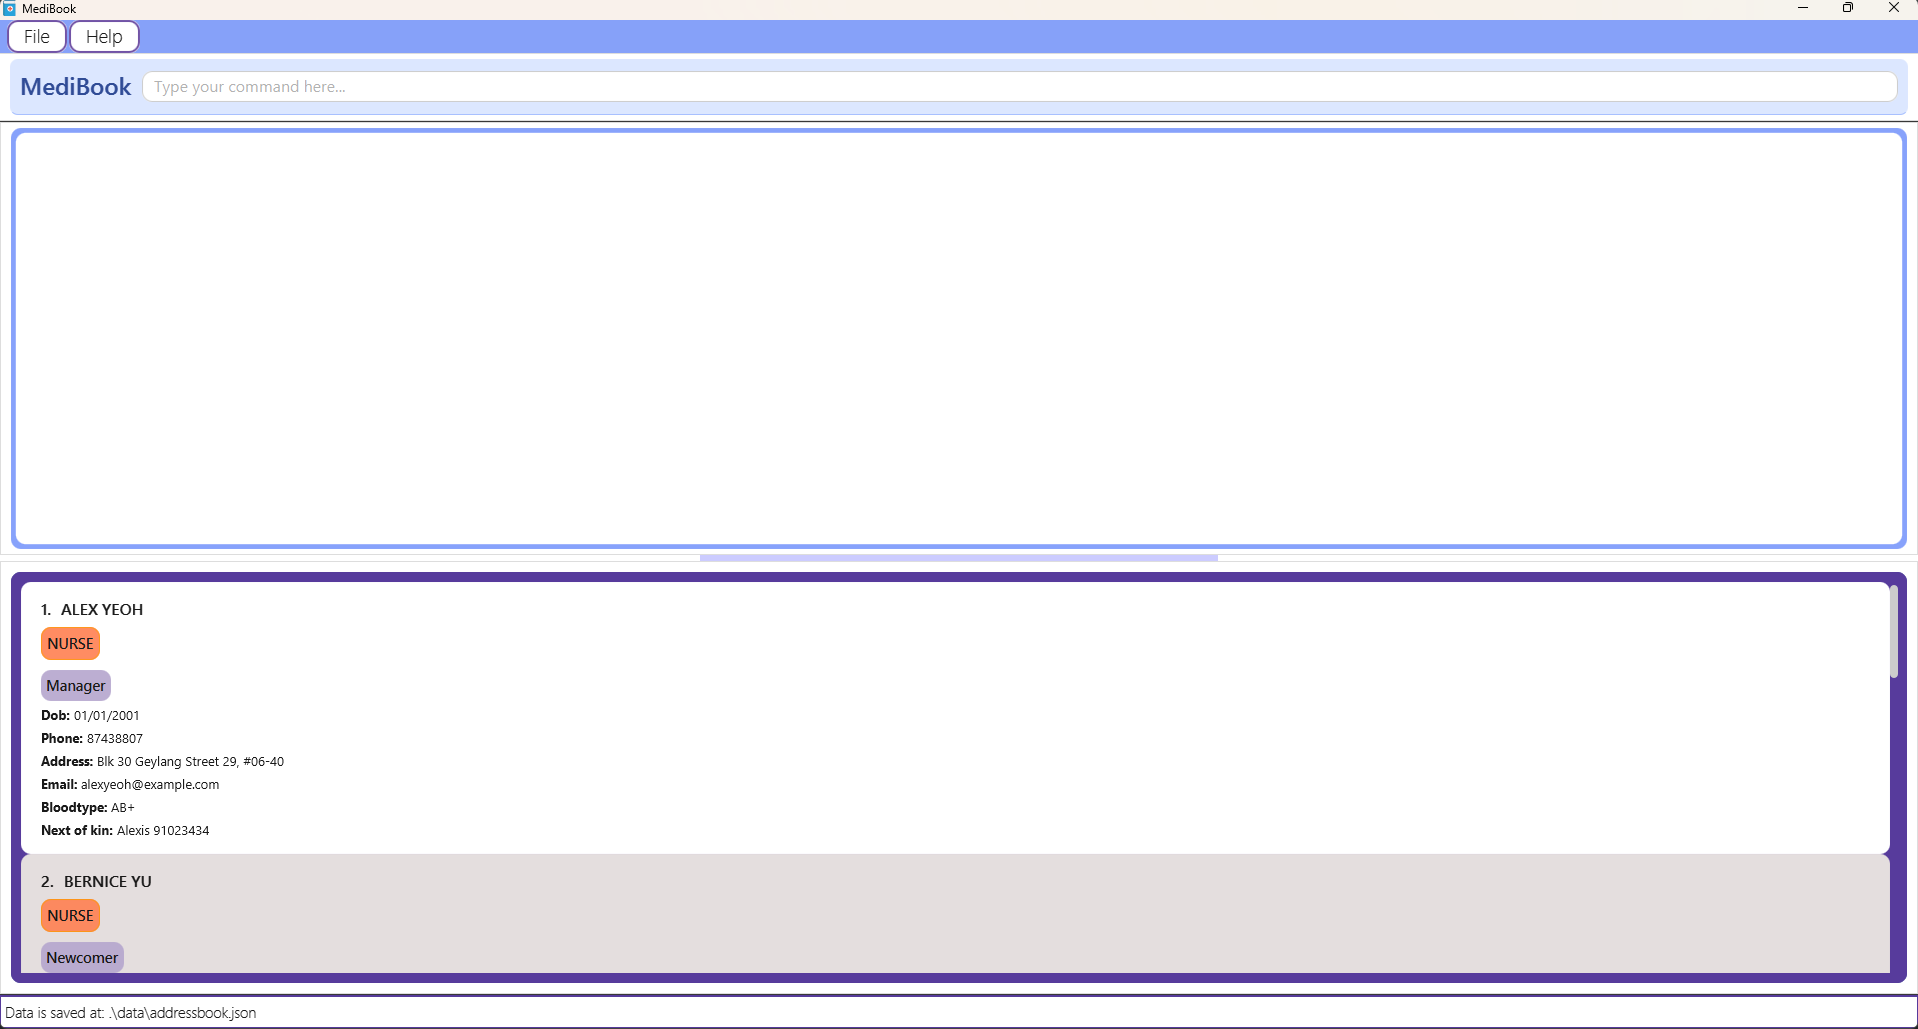 MediBook
File Help
MediBook Type your command here...
1. ALEX YEOH
NURSE
Manager
Dob: 01/01/2001
Phone: 87438807
Address: Blk 30 Geylang Street 29, #06-40
Email: alexyeoh@example.com
Bloodtype: AB+
Next of kin: Alexis 91023434
2. BERNICE YU
NURSE
Newcomer
Data is saved at: .\data\addressbook.json